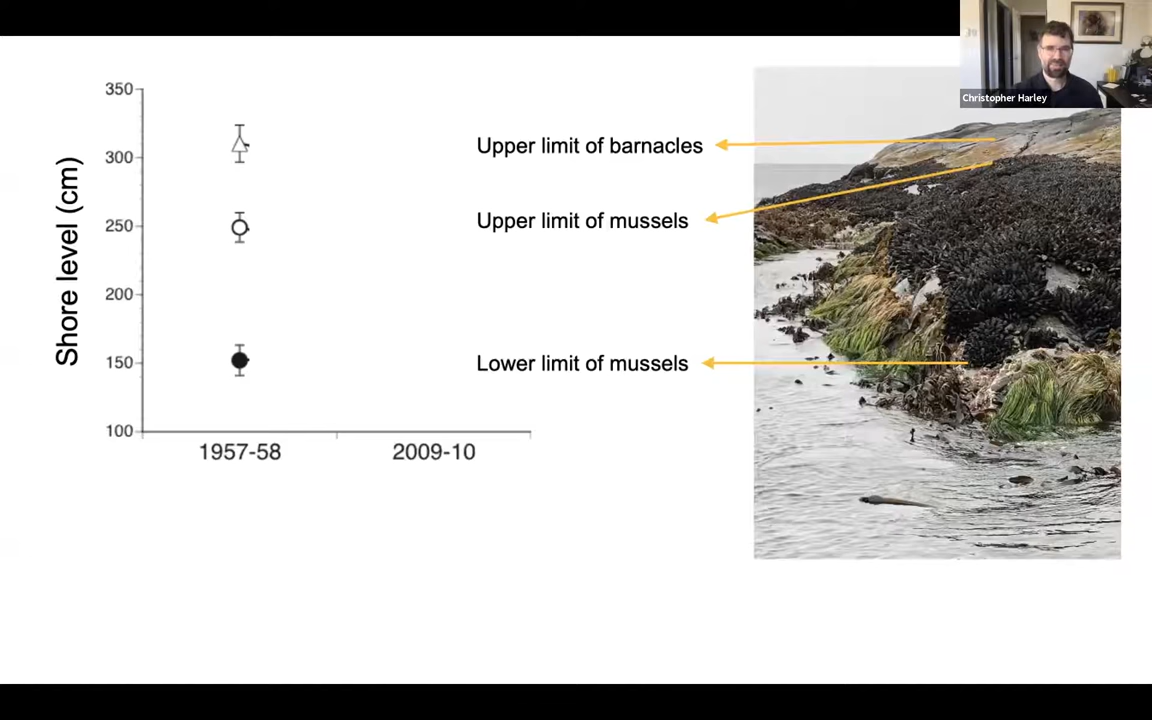 Christopher Harley
350
300
250
200
150
100
Shore level (cm)
1957-58
2009-10
Upper limit of barnacles
Upper limit of mussels
Lower limit of mussels